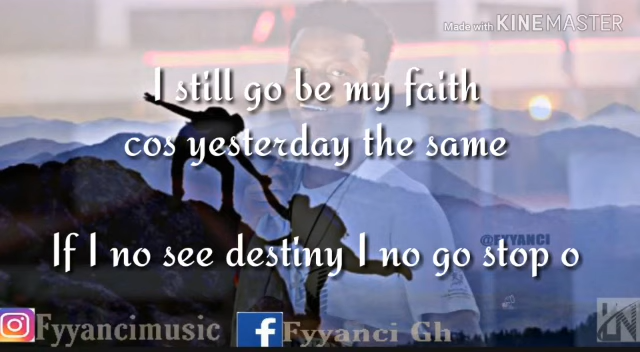 Made with KINEMASTER
I still go be my faith
cos yesterday the same
@FYYANCI
If I no see destiny I no go stop o
Fyyancimusic
Fyyanci Gh